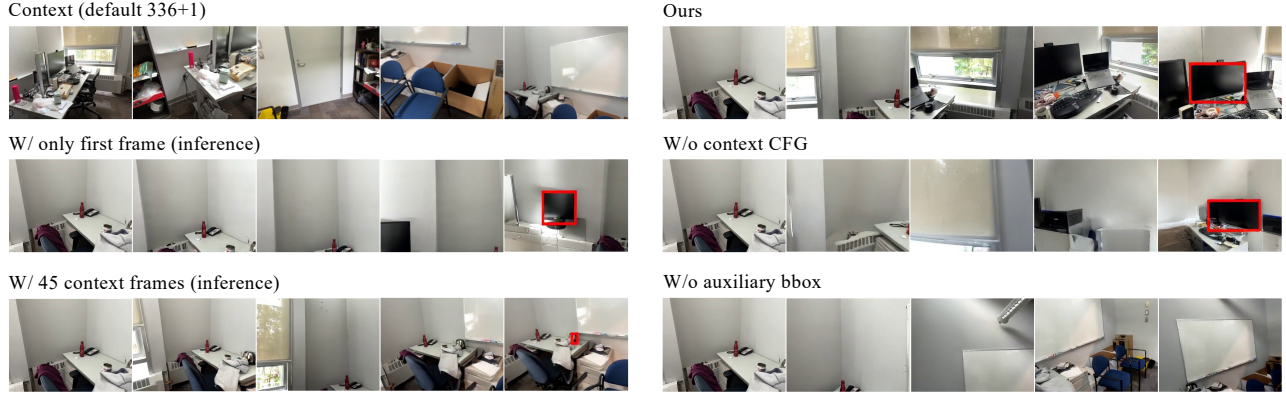 Context (default 336+1)
Ours
W/ only first frame (inference)
W/o context CFG
W/ 45 context frames (inference)
W/o auxiliary bbox